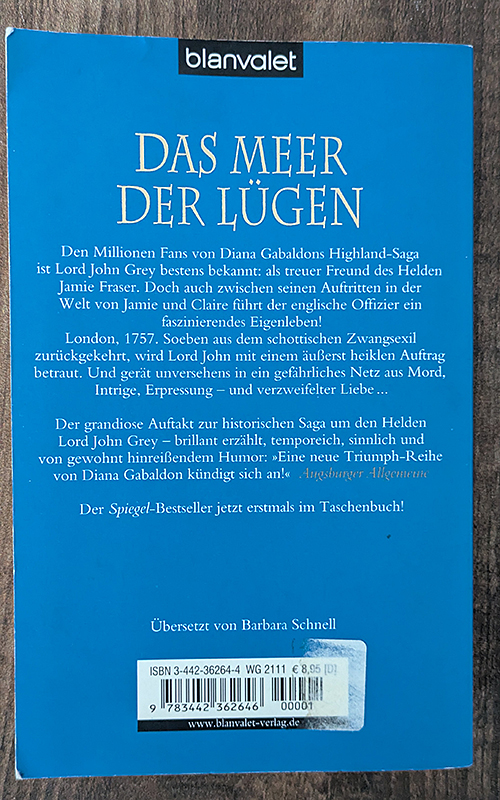 blanvalet
DAS MEER
DER LÜGEN
Den Millionen Fans von Diana Gabaldons Highland-Saga
ist Lord John Grey bestens bekannt: als treuer Freund des Helden
Jamie Fraser. Doch auch zwischen seinen Auftritten in der
Welt von Jamie und Claire führt der englische Offizier ein
faszinierendes Eigenleben!
London, 1757. Soeben aus dem schottischen Zwangsexil
zurückgekehrt, wird Lord John mit einem äußerst heiklen Auftrag
betraut. Und gerät unversehens in ein gefährliches Netz aus Mord,
Intrige, Erpressung – und verzweifelter Liebe ...
Der grandiose Auftakt zur historischen Saga um den Helden
Lord John Grey – brillant erzählt, temporeich, sinnlich und
von gewohnt hinreißendem Humor: »Eine neue Triumph-Reihe
von Diana Gabaldon kündigt sich an!« Augsburger Allgemeine
Der Spiegel-Bestseller jetzt erstmals im Taschenbuch!
Übersetzt von Barbara Schnell
ISBN 3-442-36264-4 WG 2111 € 8,95 [D]
9 783442 362646 00001
www.blanvalet-verlag.de